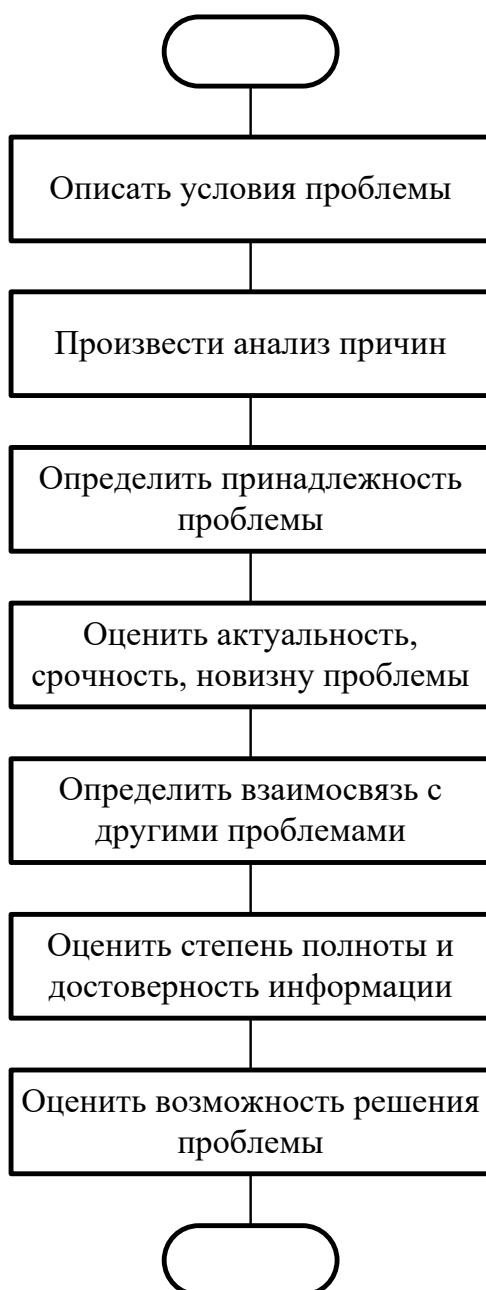 Описать условия проблемы
Произвести анализ причин
Определить принадлежность
проблемы
Оценить актуальность,
срочность, новизну проблемы
Определить взаимосвязь с
другими проблемами
Оценить степень полноты и
достоверность информации
Оценить возможность решения
проблемы